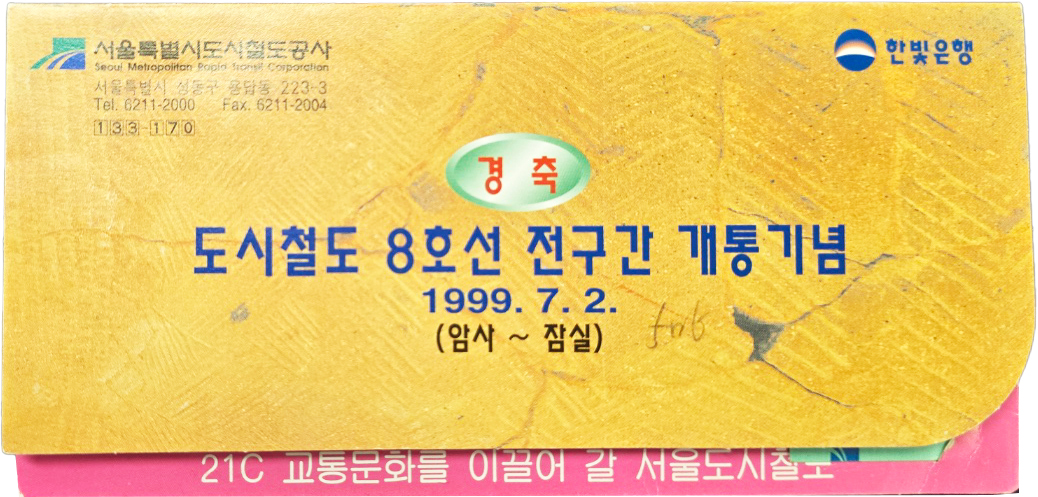 서울특별시도시철도공사
Seoul Metropolitan Rapid Transit Corporation
서울특별시 성동구 용답동 223-3
Tel. 6211-2000 Fax. 6211-2004
133-170
한빛은행
경축
도시철도 8호선 전구간 개통기념
1999. 7. 2.
(암사 ~ 잠실)
21C 교통문화를 이끌어 갈 서울도시철도